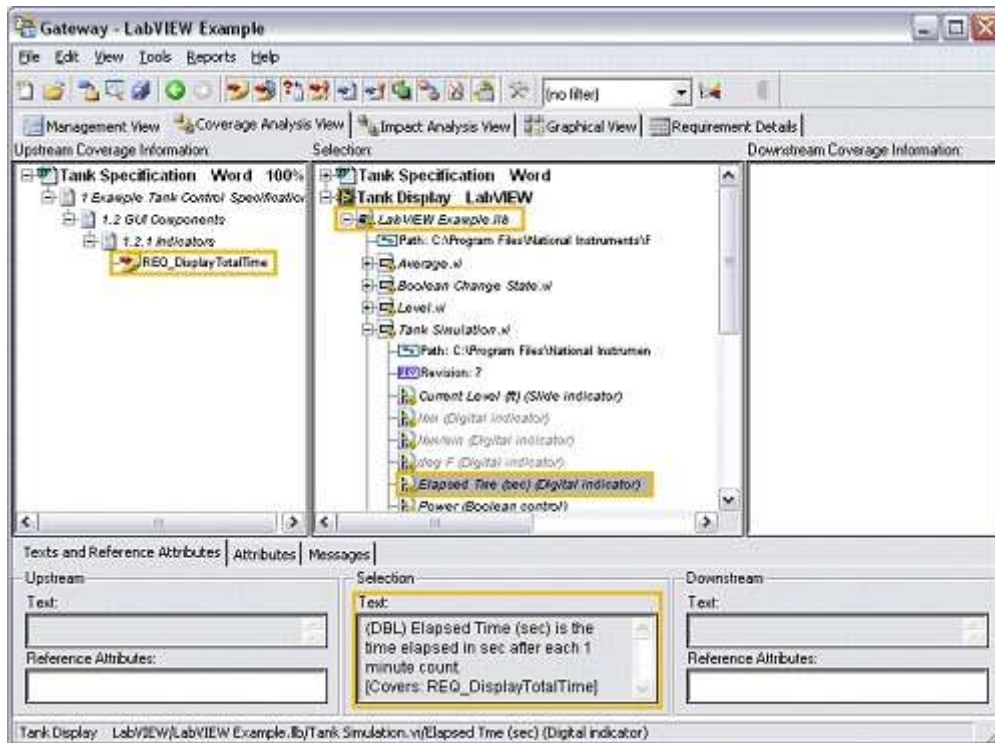 Gateway - LabVIEW Example
File Edit View Tools Reports Help
(no filter)
Management View Coverage Analysis View Impact Analysis View Graphical View Requirement Details
Upstream Coverage Information:
Tank Specification Word 100%
1 Example Tank Control Specification
1.2 GUI Components
1.2.1 Indicators
REQ_DisplayTotalTime
Selection:
Tank Specification Word
Tank Display LabVIEW
LabVIEW Example.llb
Path: C:\Program Files\National Instruments\F
Average.vi
Boolean Change State.vi
Level.vi
Tank Simulation.vi
Path: C:\Program Files\National Instrumen
Revision: 7
Current Level (ft) (Slide indicator)
(Digital indicator)
(Digital indicator)
deg F (Digital indicator)
Elapsed Time (sec) (Digital indicator)
Power (Boolean control)
Downstream Coverage Information:
Texts and Reference Attributes Attributes Messages
Upstream
Text:
Reference Attributes:
Selection
Text:
(DBL) Elapsed Time (sec) is the
time elapsed in sec after each 1
minute count
[Covers: REQ_DisplayTotalTime]
Downstream
Text:
Reference Attributes:
Tank Display LabVIEW/LabVIEW Example.llb/Tank Simulation.vi/Elapsed Time (sec) (Digital indicator)